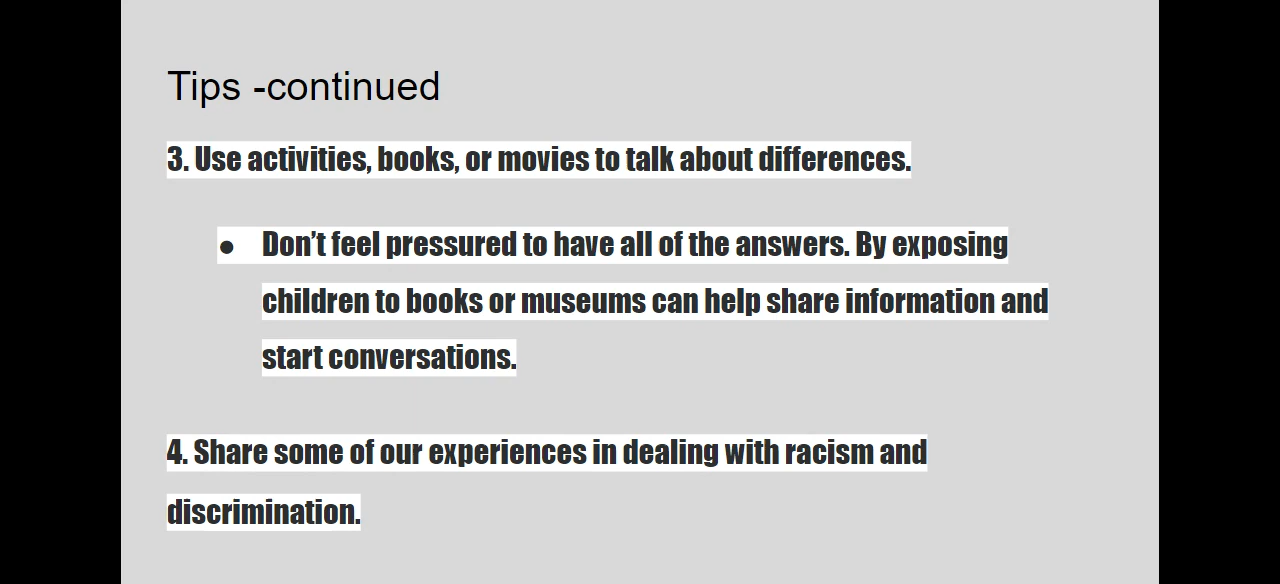 Tips -continued
3. Use activities, books, or movies to talk about differences.
● Don’t feel pressured to have all of the answers. By exposing
children to books or museums can help share information and
start conversations.
4. Share some of our experiences in dealing with racism and
discrimination.